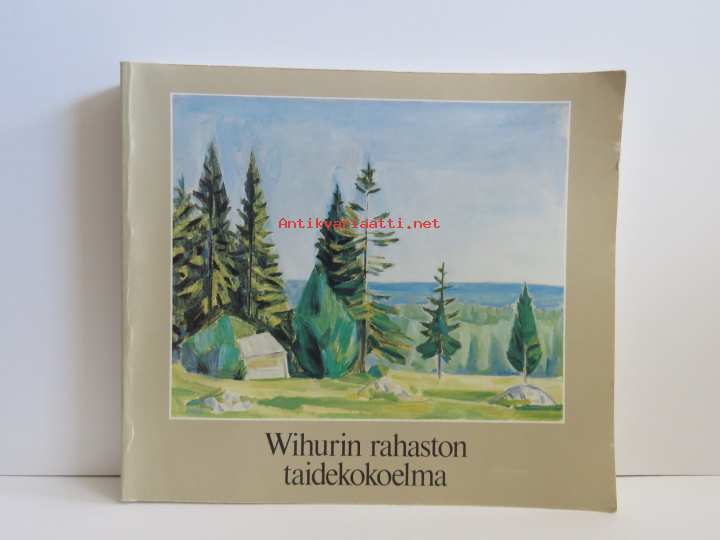 Antikvariaatti.net
Wihurin rahaston
taidekokoelma